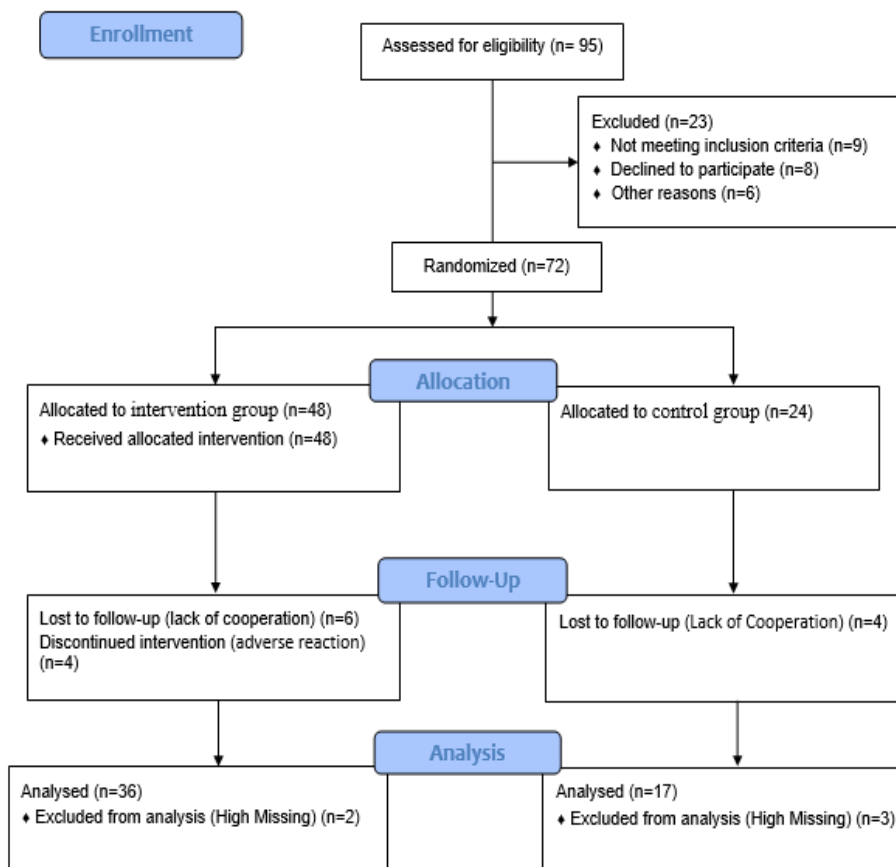 Enrollment
Assessed for eligibility (n= 95)
Excluded (n=23)
♦ Not meeting inclusion criteria (n=9)
♦ Declined to participate (n=8)
♦ Other reasons (n=6)
Randomized (n=72)
Allocation
Allocated to intervention group (n=48)
♦ Received allocated intervention (n=48)
Allocated to control group (n=24)
Follow-Up
Lost to follow-up (lack of cooperation) (n=6)
Discontinued intervention (adverse reaction)
(n=4)
Lost to follow-up (Lack of Cooperation) (n=4)
Analysis
Analysed (n=36)
♦ Excluded from analysis (High Missing) (n=2)
Analysed (n=17)
♦ Excluded from analysis (High Missing) (n=3)